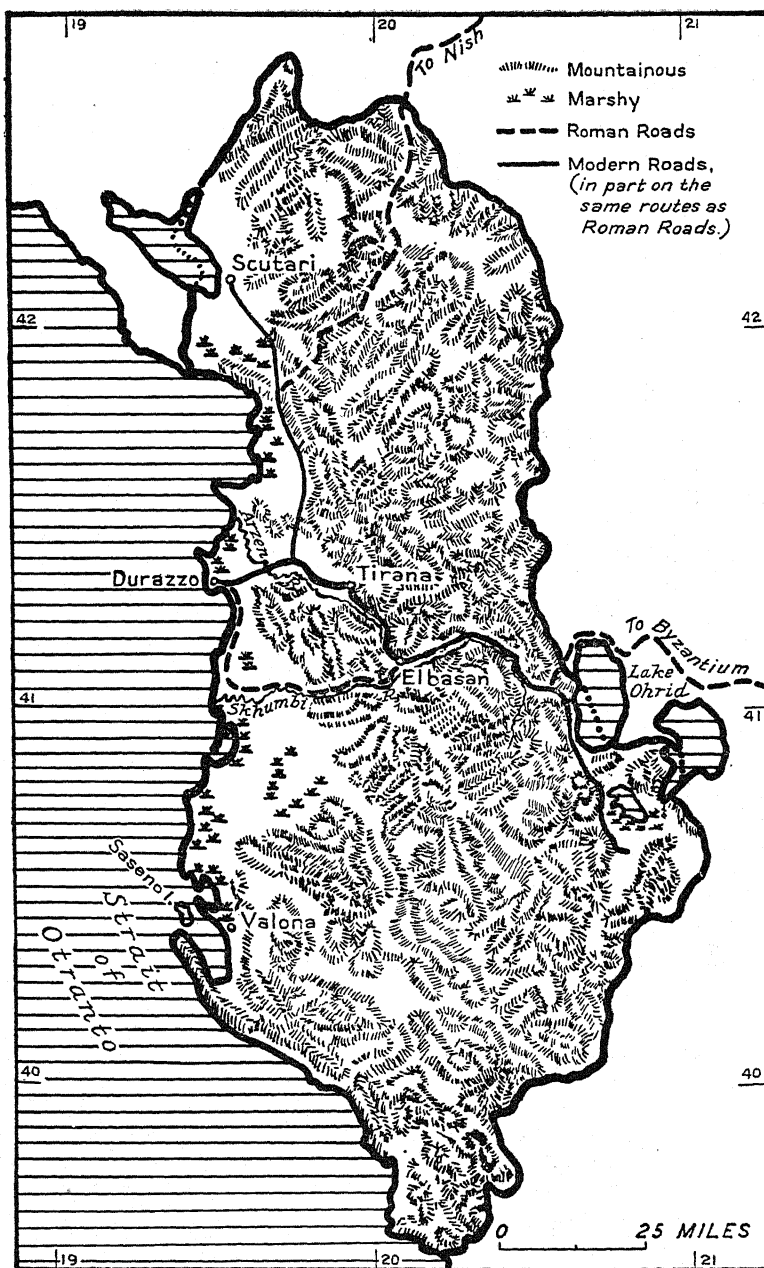 19
20
21
To Nish
Mountainous
Marshy
Roman Roads
Modern Roads,
(in part on the
same routes as
Roman Roads.)
Scutari
42
42
Arzen
Durazzo
Tirana
To Byzantium
Lake
Ohrid
Elbasan
41
Skhumbi R.
41
Saseno I.
Valona
Strait
of
Otranto
40
40
0 25 MILES
19
20
21